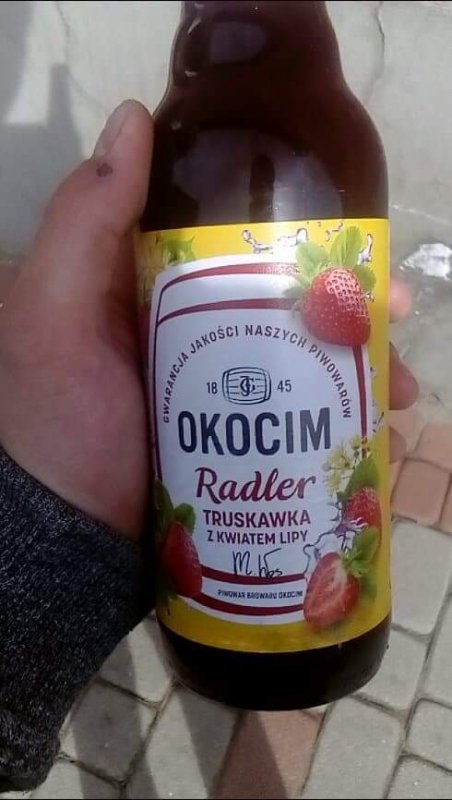 GWARANCJA JAKOŚCI NASZYCH PIWOWARÓW
18 45
OKOCIM
Radler
TRUSKAWKA
Z KWIATEM LIPY
PIWOWAR BROWARU OKOCIM